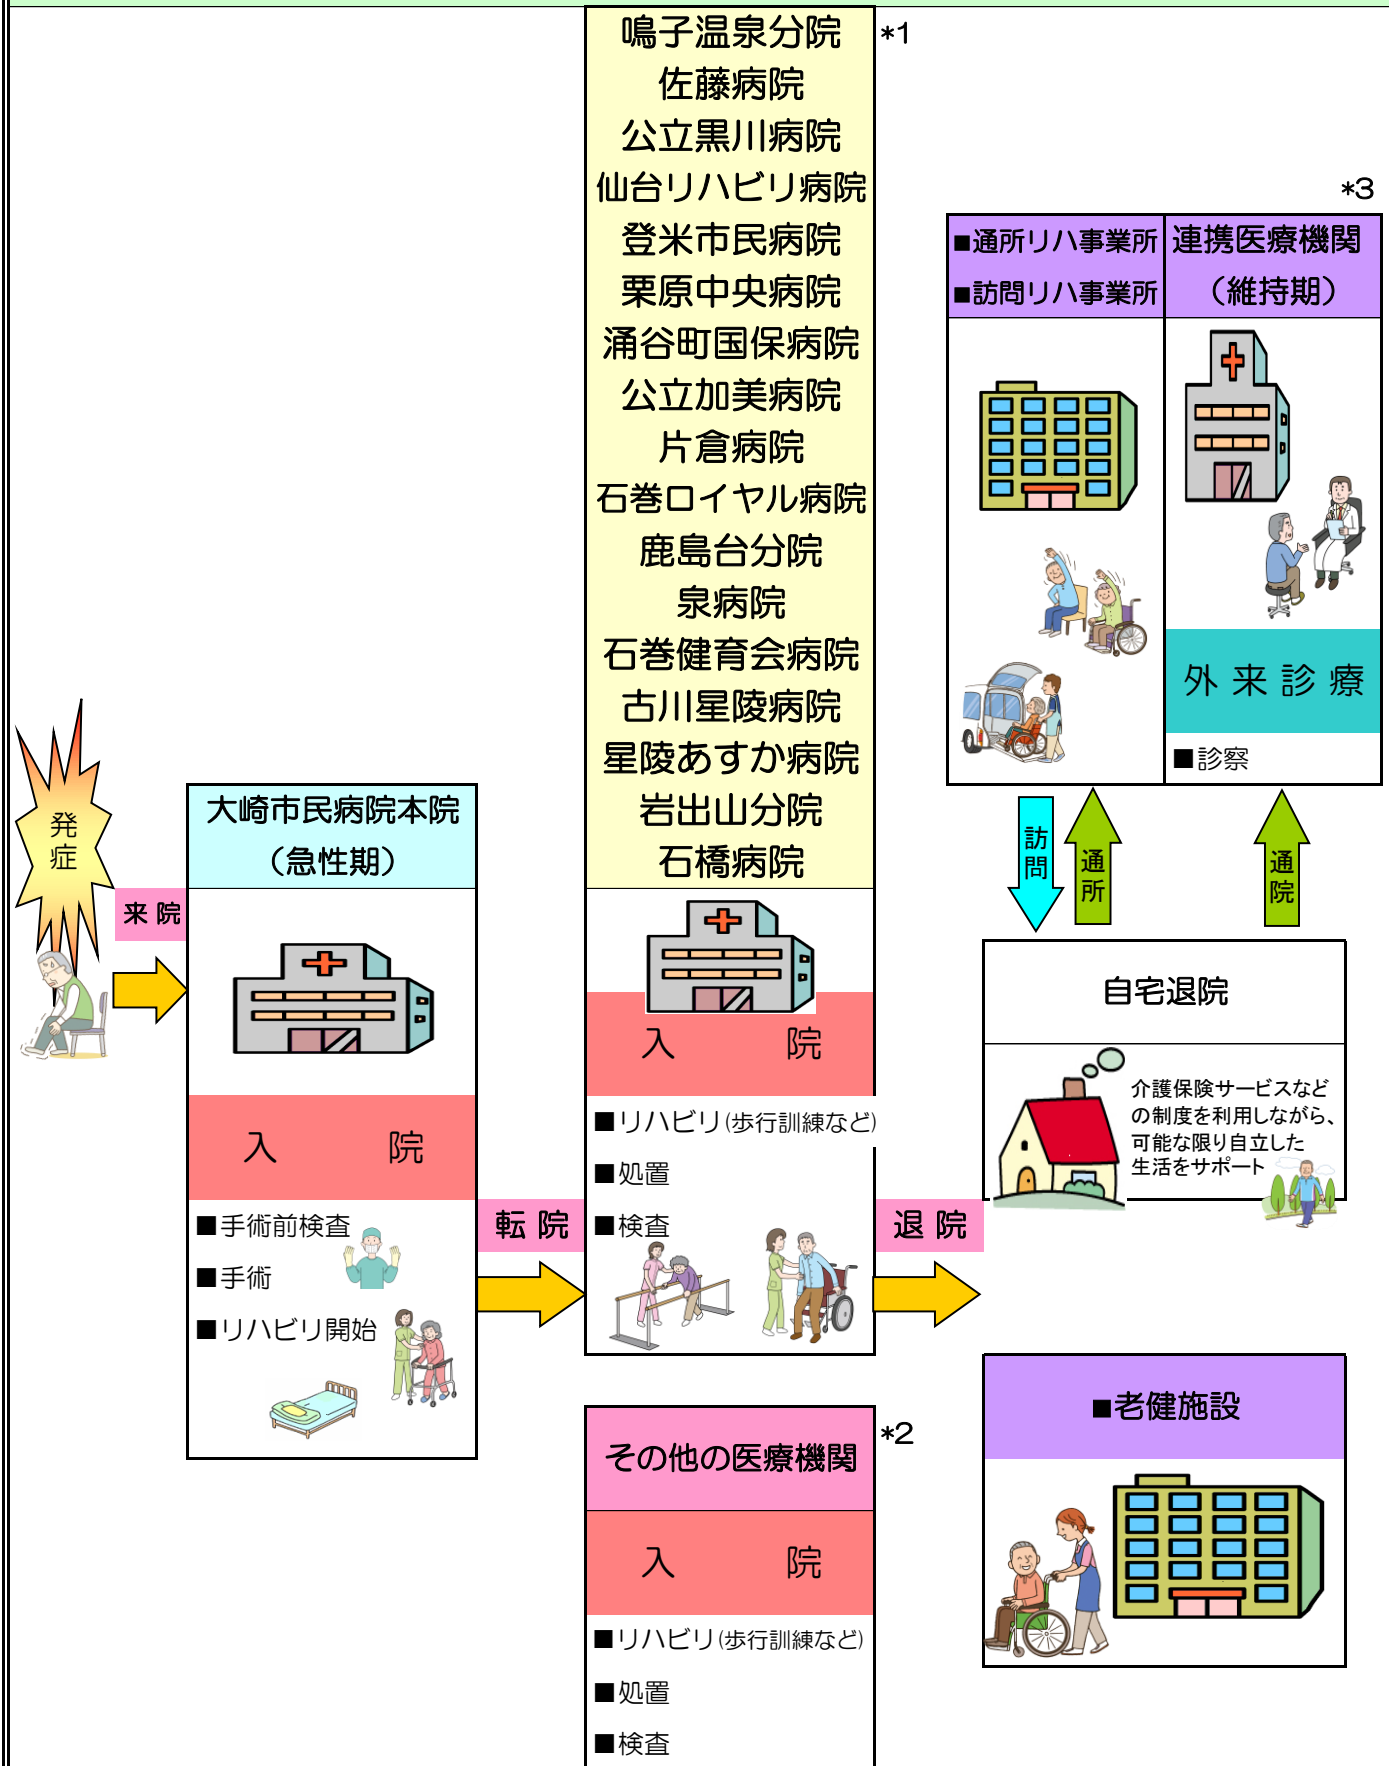 鳴子温泉分院
*1
佐藤病院
公立黒川病院
仙台リハビリ病院
登米市民病院
栗原中央病院
涌谷町国保病院
公立加美病院
片倉病院
石巻ロイヤル病院
鹿島台分院
泉病院
石巻健育会病院
古川星陵病院
星陵あすか病院
岩出山分院
石橋病院
入　院
■リハビリ(歩行訓練など)
■処置
■検査
発症
来院
大崎市民病院本院
（急性期）
入　院
■手術前検査
■手術
■リハビリ開始
転院
退院
*2
その他の医療機関
入　院
■リハビリ(歩行訓練など)
■処置
■検査
*3
■通所リハ事業所
■訪問リハ事業所
連携医療機関
（維持期）
外来診療
■診察
訪問
通所
通院
自宅退院
介護保険サービスなど
の制度を利用しながら、
可能な限り自立した
生活をサポート
■老健施設